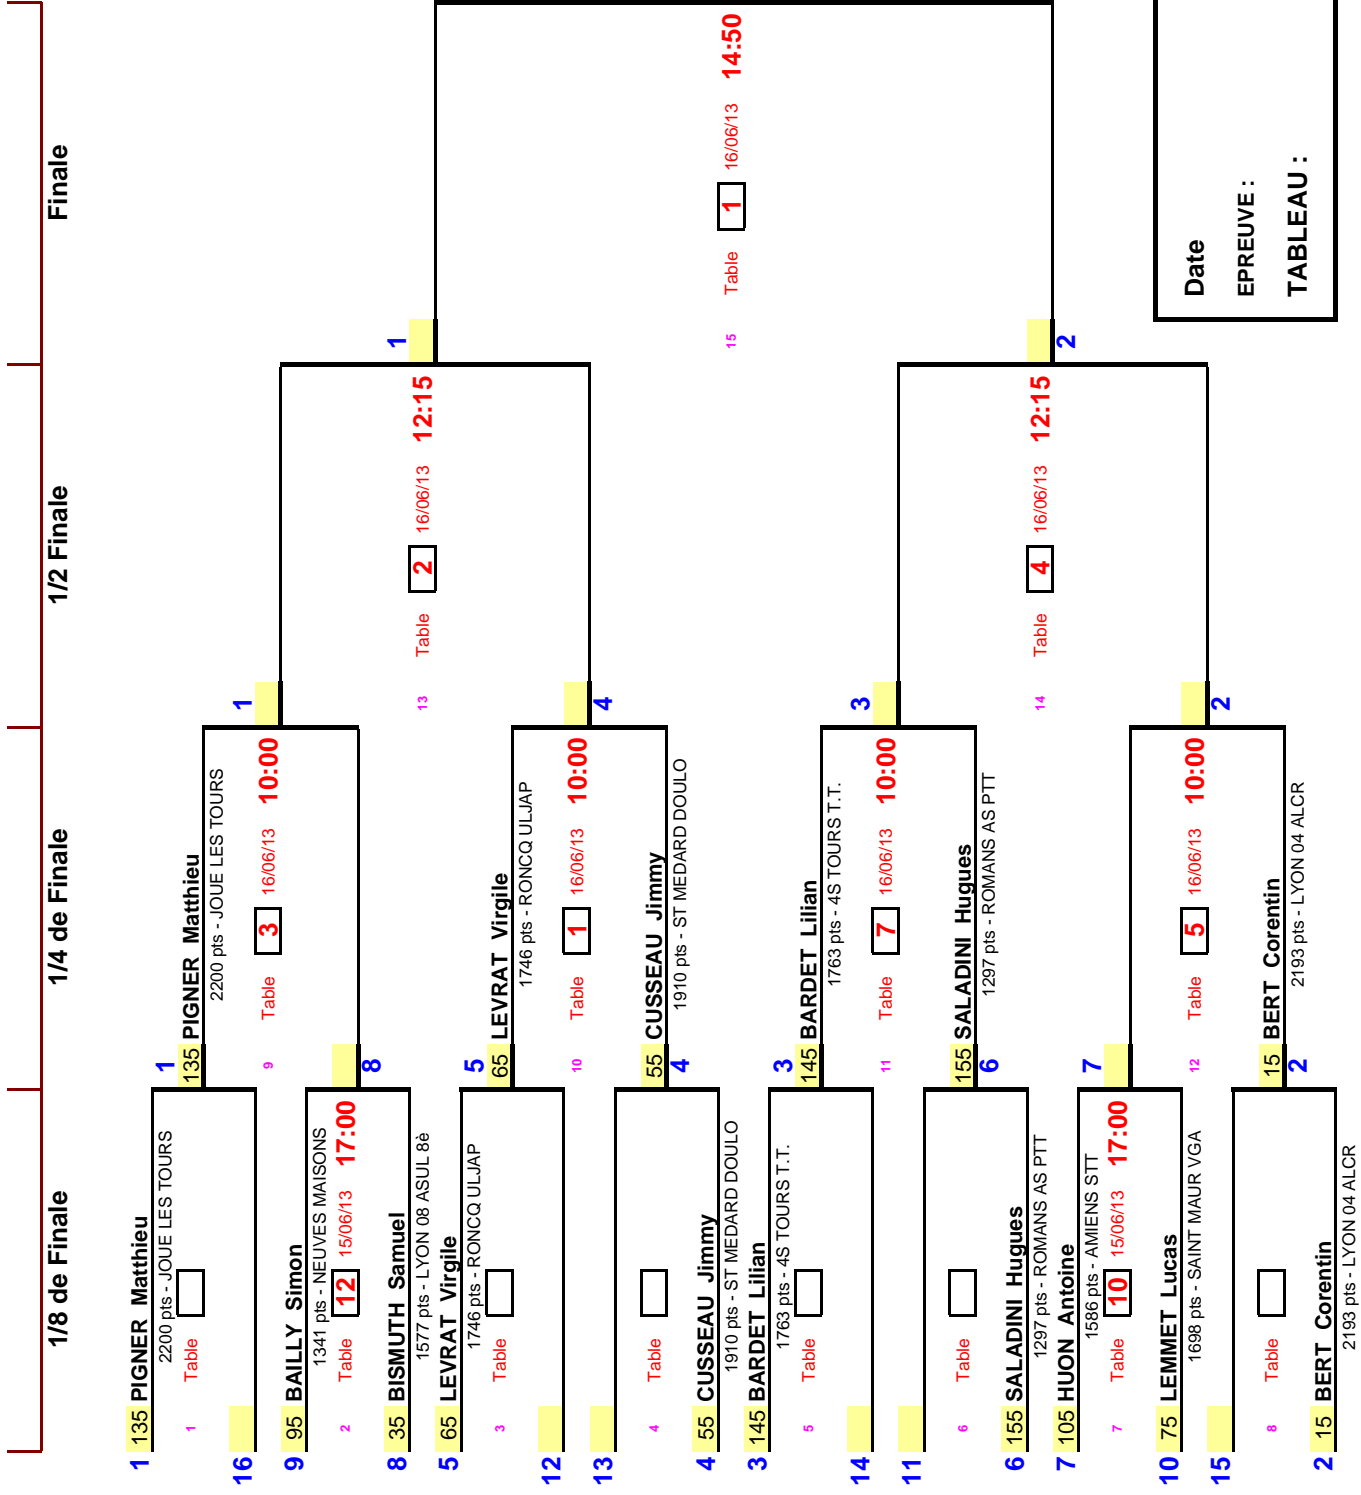 1/8 de Finale
1/4 de Finale
1/2 Finale
Finale
1 135 PIGNER Matthieu
2200 pts - JOUE LES TOURS
1 Table
16
9 95 BAILLY Simon
1341 pts - NEUVES MAISONS
2 Table 12 15/06/13 17:00
8 35 BISMUTH Samuel
1577 pts - LYON 08 ASUL 8è
5 65 LEVRAT Virgile
1746 pts - RONCQ ULJAP
3 Table
12
13
4 Table
4 55 CUSSEAU Jimmy
1910 pts - ST MEDARD DOULO
3 145 BARDET Lilian
1763 pts - 4S TOURS T.T.
5 Table
14
11
6 Table
6 155 SALADINI Hugues
1297 pts - ROMANS AS PTT
7 105 HUON Antoine
1586 pts - AMIENS STT
7 Table 10 15/06/13 17:00
10 75 LEMMET Lucas
1698 pts - SAINT MAUR VGA
15
8 Table
2 15 BERT Corentin
2193 pts - LYON 04 ALCR
1
135 PIGNER Matthieu
2200 pts - JOUE LES TOURS
9 Table 3 16/06/13 10:00
8
5
65 LEVRAT Virgile
1746 pts - RONCQ ULJAP
10 Table 1 16/06/13 10:00
55 CUSSEAU Jimmy
4
1910 pts - ST MEDARD DOULO
3
145 BARDET Lilian
1763 pts - 4S TOURS T.T.
11 Table 7 16/06/13 10:00
155 SALADINI Hugues
6
1297 pts - ROMANS AS PTT
7
12 Table 5 16/06/13 10:00
15 BERT Corentin
2
2193 pts - LYON 04 ALCR
1
13 Table 2 16/06/13 12:15
4
3
14 Table 4 16/06/13 12:15
2
1
15 Table 1 16/06/13 14:50
2
Date
EPREUVE :
TABLEAU :